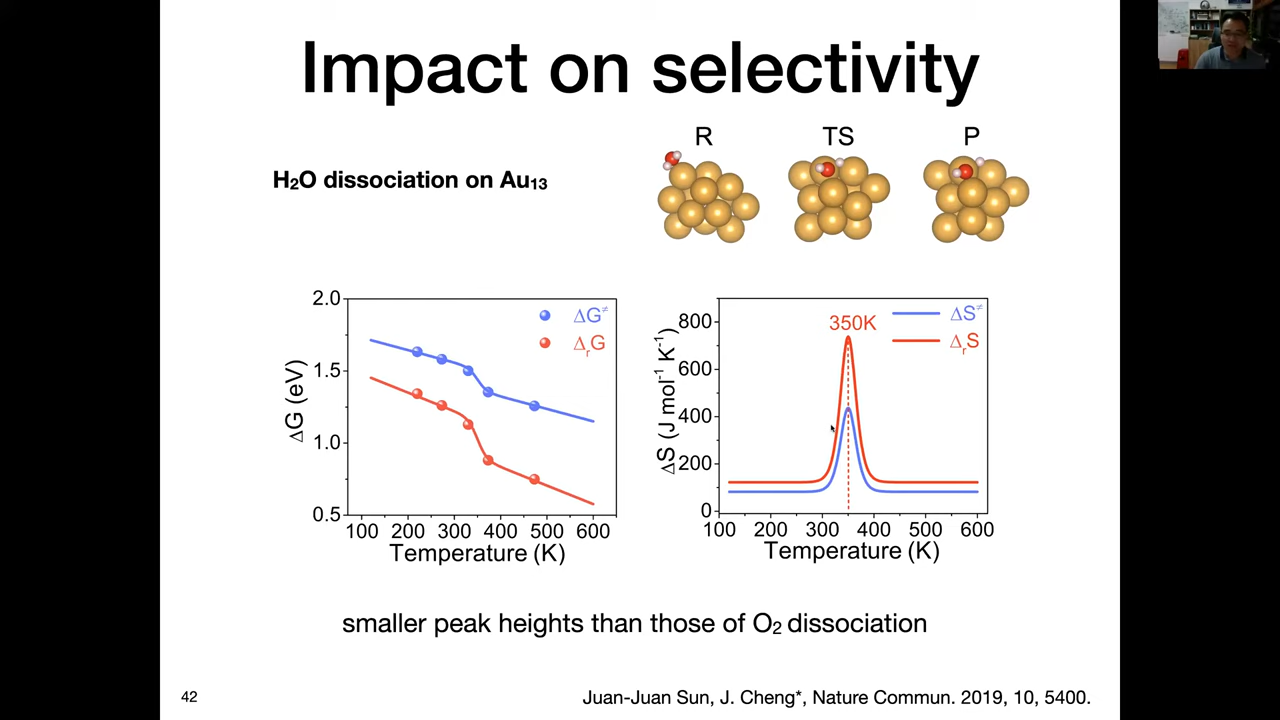 Impact on selectivity
R TS P
H₂O dissociation on Au₁₃
2.0
1.5
1.0
0.5
ΔG (eV)
ΔG≠
ΔᵣG
100 200 300 400 500 600
Temperature (K)
800
600
400
200
0
ΔS (J mol⁻¹ K⁻¹)
350K
ΔS≠
ΔᵣS
100 200 300 400 500 600
Temperature (K)
smaller peak heights than those of O₂ dissociation
42
Juan-Juan Sun, J. Cheng*, Nature Commun. 2019, 10, 5400.